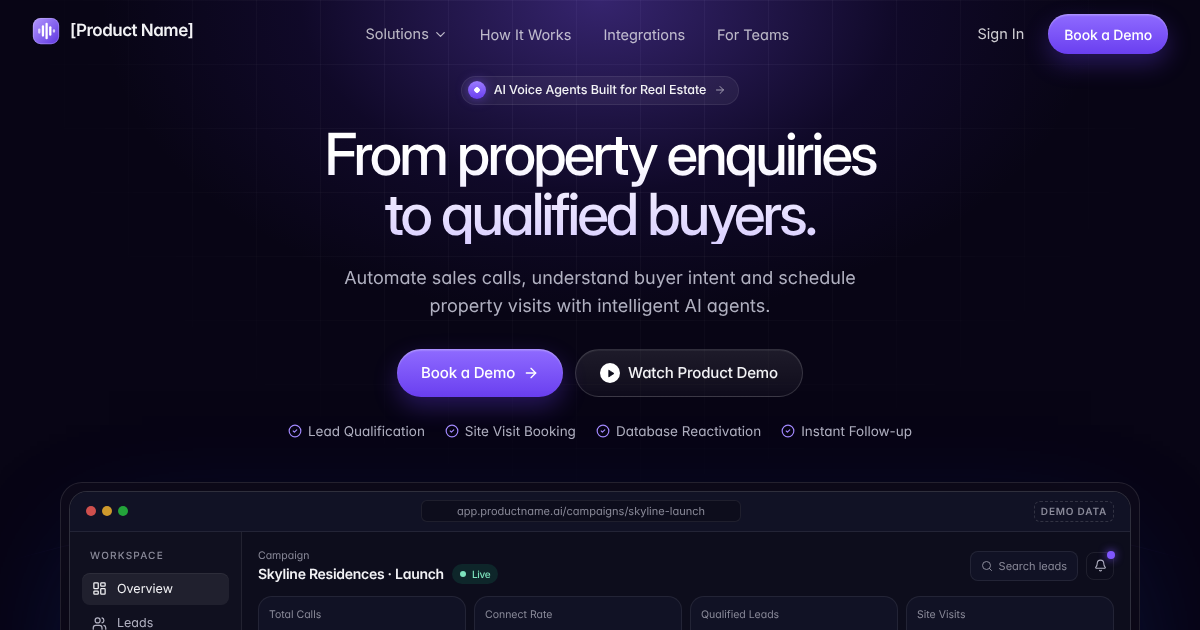 [Product Name]
Solutions
How It Works
Integrations
For Teams
Sign In
Book a Demo
AI Voice Agents Built for Real Estate
From property enquiries
to qualified buyers.
Automate sales calls, understand buyer intent and schedule
property visits with intelligent AI agents.
Book a Demo
Watch Product Demo
Lead Qualification
Site Visit Booking
Database Reactivation
Instant Follow-up
app.productname.ai/campaigns/skyline-launch
DEMO DATA
WORKSPACE
Overview
Leads
Campaign
Skyline Residences · Launch
Live
Search leads
Total Calls
Connect Rate
Qualified Leads
Site Visits